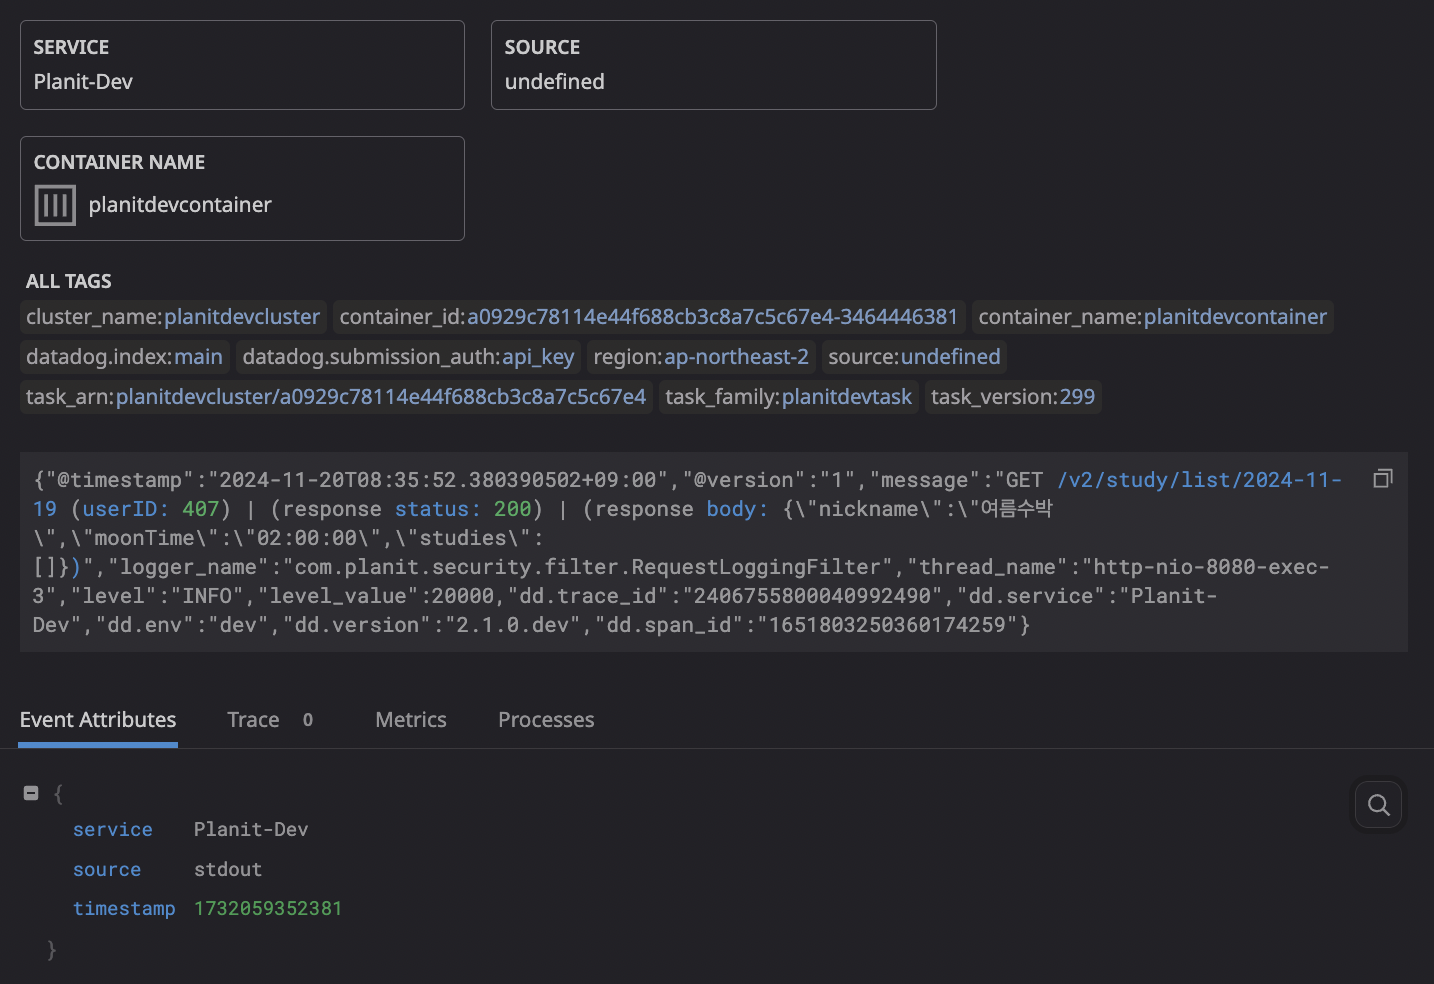 SERVICE
Planit-Dev
SOURCE
undefined
CONTAINER NAME
planitdevcontainer
ALL TAGS
cluster_name:planitdevcluster container_id:a0929c78114e44f688cb3c8a7c5c67e4-3464446381 container_name:planitdevcontainer
datadog.index:main datadog.submission_auth:api_key region:ap-northeast-2 source:undefined
task_arn:planitdevcluster/a0929c78114e44f688cb3c8a7c5c67e4 task_family:planitdevtask task_version:299
{"@timestamp":"2024-11-20T08:35:52.380390502+09:00","@version":"1","message":"GET /v2/study/list/2024-11-
19 (userID: 407) | (response status: 200) | (response body: {\"nickname\":\"여름수박
\",\"moonTime\":\"02:00:00\",\"studies\":
[]})","logger_name":"com.planit.security.filter.RequestLoggingFilter","thread_name":"http-nio-8080-exec-
3","level":"INFO","level_value":20000,"dd.trace_id":"2406755800040992490","dd.service":"Planit-
Dev","dd.env":"dev","dd.version":"2.1.0.dev","dd.span_id":"1651803250360174259"}
Event Attributes Trace 0 Metrics Processes
{
service Planit-Dev
source stdout
timestamp 1732059352381
}